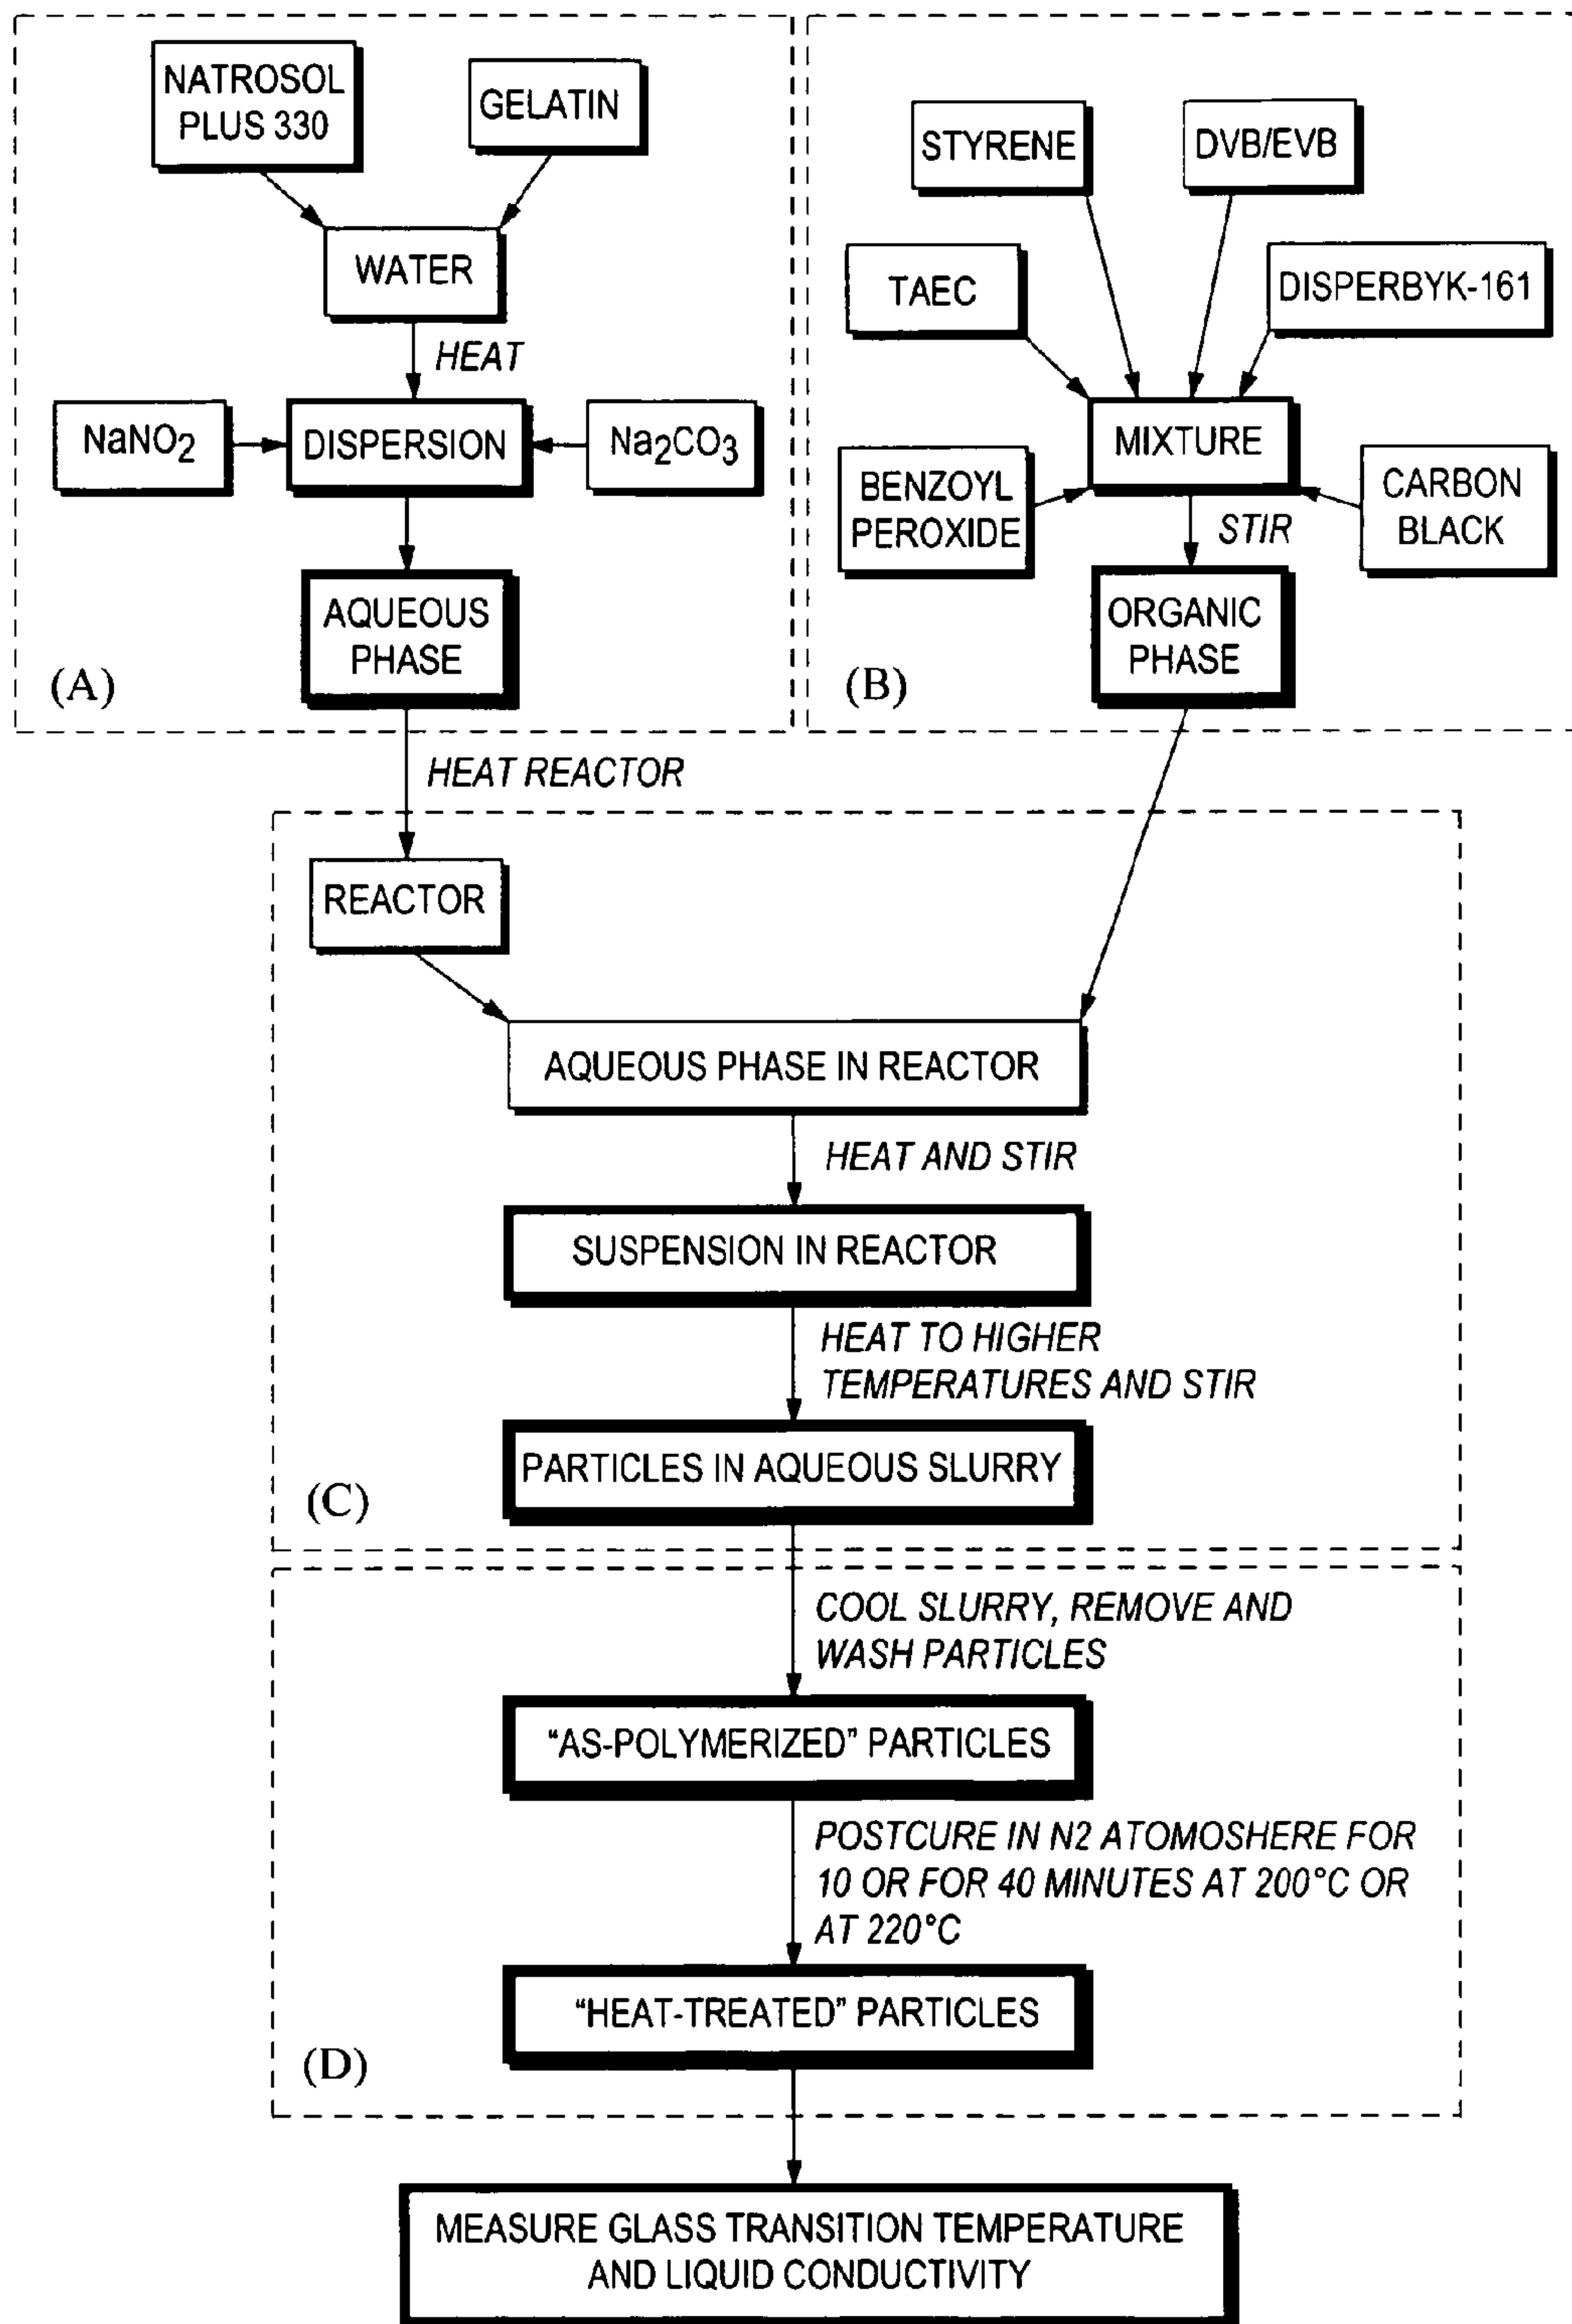 NATROSOL
PLUS 330
GELATIN
WATER
HEAT
NaNO2
DISPERSION
Na2CO3
AQUEOUS
PHASE
(A)
STYRENE
DVB/EVB
TAEC
DISPERBYK-161
MIXTURE
BENZOYL
PEROXIDE
CARBON
BLACK
STIR
ORGANIC
PHASE
(B)
HEAT REACTOR
REACTOR
AQUEOUS PHASE IN REACTOR
HEAT AND STIR
SUSPENSION IN REACTOR
HEAT TO HIGHER
TEMPERATURES AND STIR
PARTICLES IN AQUEOUS SLURRY
(C)
COOL SLURRY, REMOVE AND
WASH PARTICLES
“AS-POLYMERIZED” PARTICLES
POSTCURE IN N2 ATOMOSHERE FOR
10 OR FOR 40 MINUTES AT 200°C OR
AT 220°C
“HEAT-TREATED” PARTICLES
(D)
MEASURE GLASS TRANSITION TEMPERATURE
AND LIQUID CONDUCTIVITY